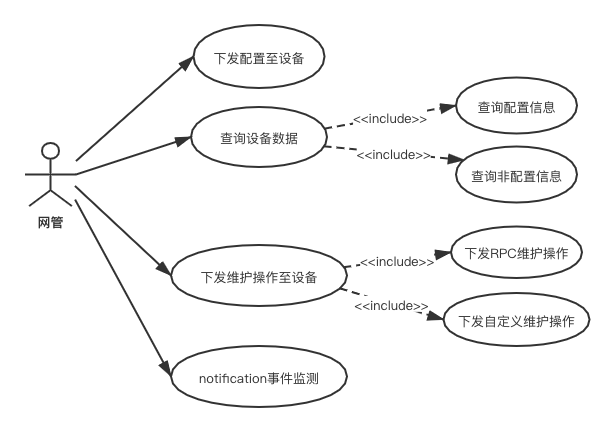 下发配置至设备
查询设备数据
<<include>>
查询配置信息
<<include>>
查询非配置信息
网管
下发维护操作至设备
<<include>>
下发RPC维护操作
<<include>>
下发自定义维护操作
notification事件监测